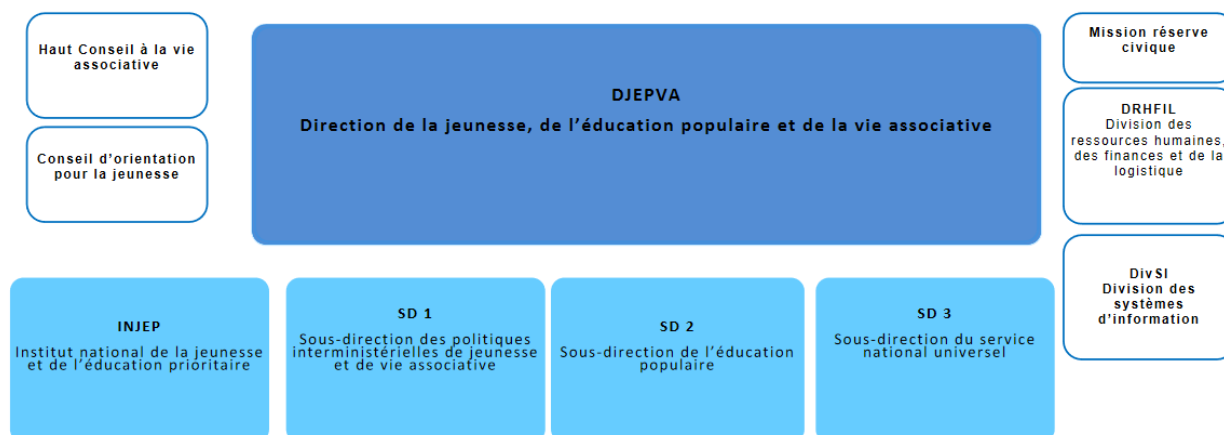 Haut Conseil à la vie
associative
Conseil d’orientation
pour la jeunesse
DJEPVA
Direction de la jeunesse, de l’éducation populaire et de la vie associative
Mission réserve
civique
DRHFIL
Division des
ressources humaines,
des finances et de la
logistique
DivSI
Division des
systèmes
d’information
INJEP
Institut national de la jeunesse
et de l’éducation prioritaire
SD 1
Sous-direction des politiques
interministérielles de jeunesse
et de vie associative
SD 2
Sous-direction de l’éducation
populaire
SD 3
Sous-direction du service
national universel